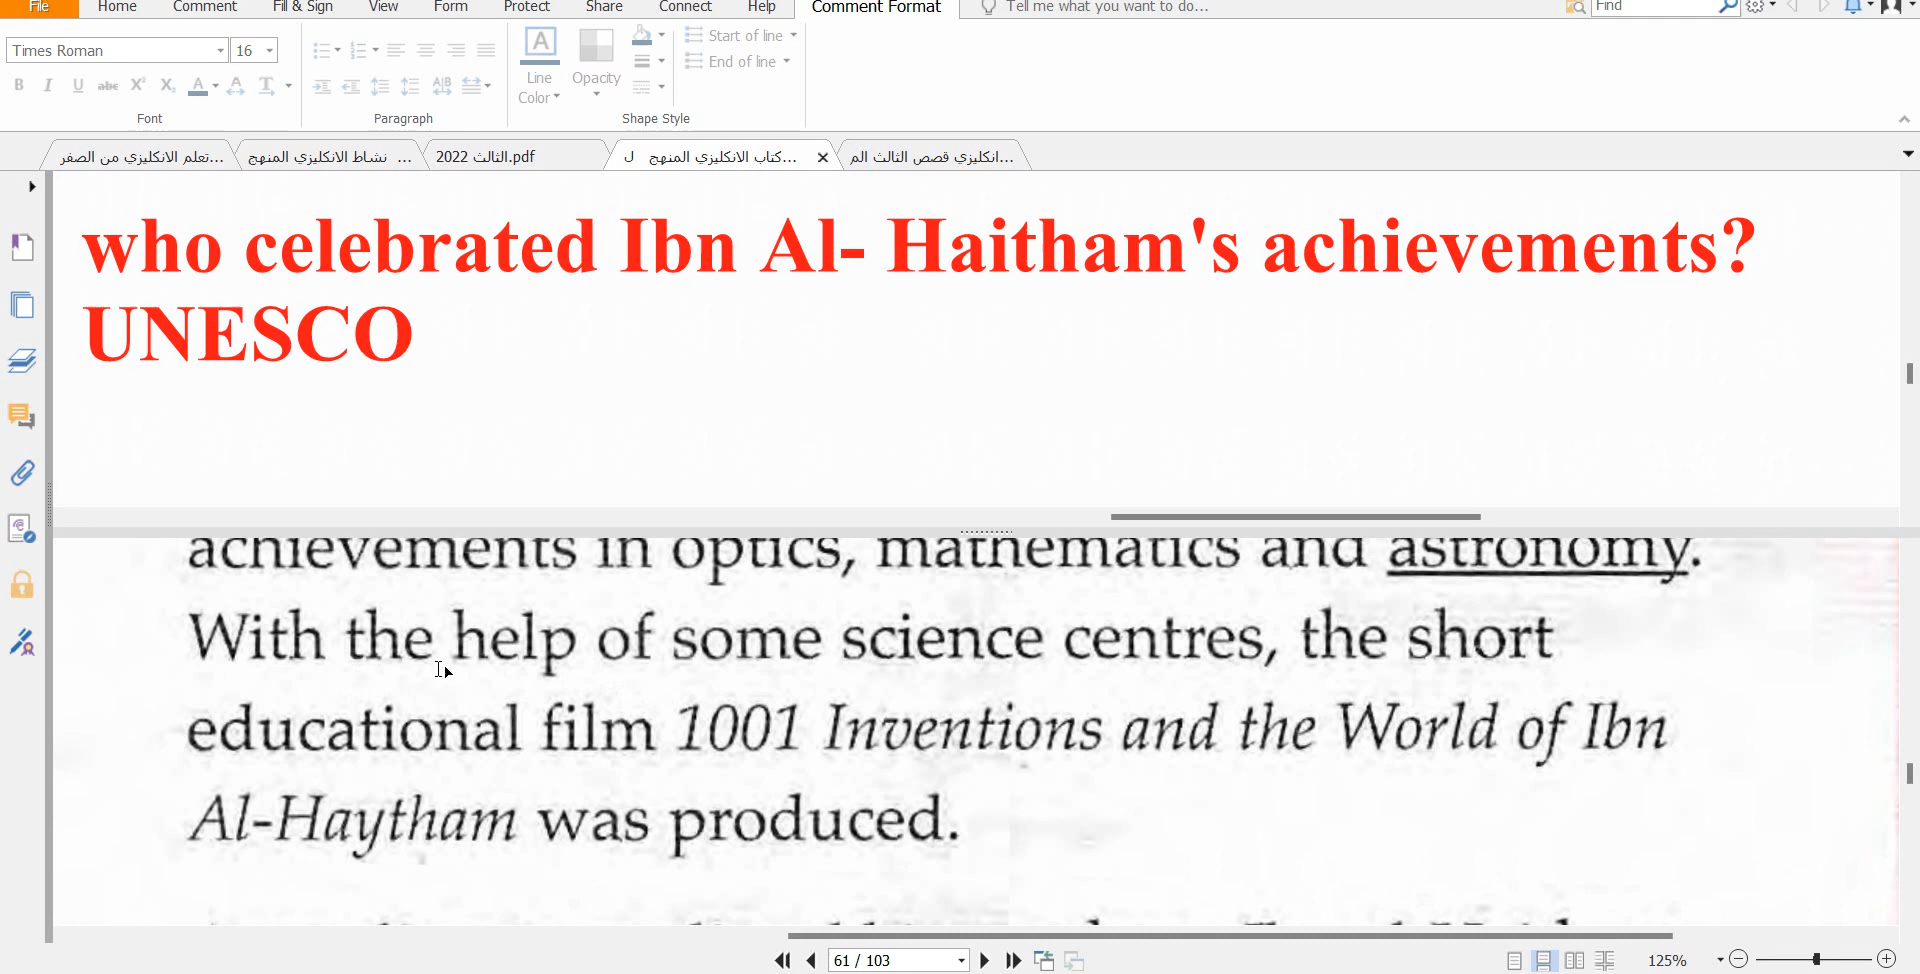 File Home Comment Fill & Sign View Form Protect Share Connect Help Comment Format Tell me what you want to do... Find
Times Roman 16 Start of line
End of line
B I U abc X² X₂ A A T A|B Line Color Opacity
Font Paragraph Shape Style
تعلم الانكليزي من الصفر... نشاط الانكليزي المنهج ... الثالث 2022.pdf كتاب الانكليزي المنهج ل... انكليزي قصص الثالث الم...
who celebrated Ibn Al- Haitham's achievements?
UNESCO
achievements in optics, mathematics and astronomy.
With the help of some science centres, the short
educational film 1001 Inventions and the World of Ibn
Al-Haytham was produced.
61 / 103 125%